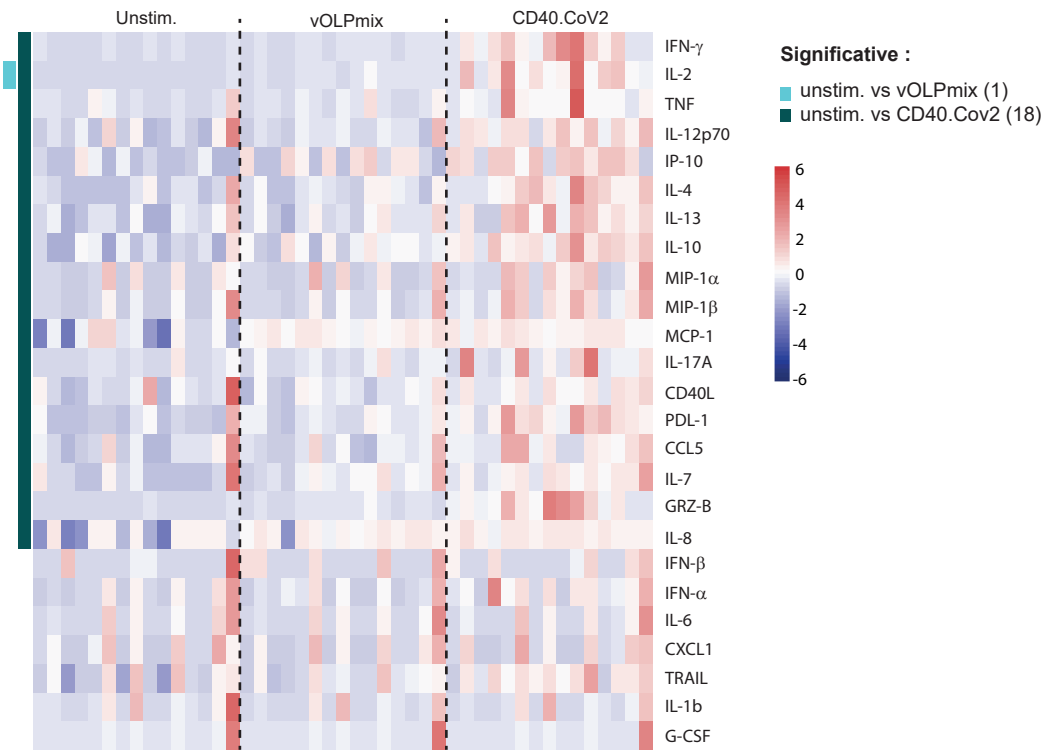 Unstim.
vOLPmix
CD40.CoV2
IFN-γ
IL-2
TNF
IL-12p70
IP-10
IL-4
IL-13
IL-10
MIP-1α
MIP-1β
MCP-1
IL-17A
CD40L
PDL-1
CCL5
IL-7
GRZ-B
IL-8
IFN-β
IFN-α
IL-6
CXCL1
TRAIL
IL-1b
G-CSF
Significative :
unstim. vs vOLPmix (1)
unstim. vs CD40.Cov2 (18)
6
4
2
0
-2
-4
-6